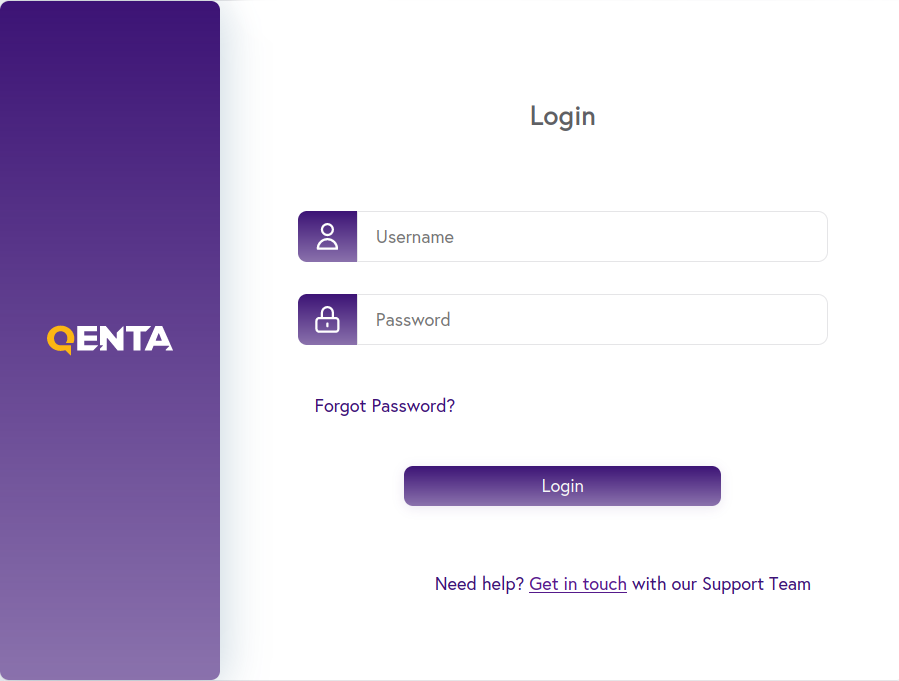 QENTA
Login
Username
Password
Forgot Password?
Login
Need help? Get in touch with our Support Team